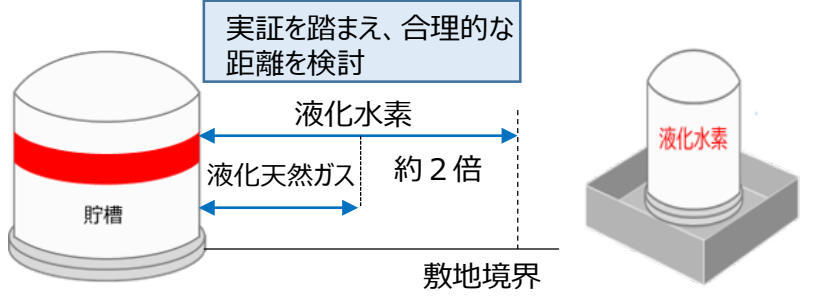 実証を踏まえ、合理的な
距離を検討
液化水素
液化天然ガス
約２倍
貯槽
敷地境界
液化水素